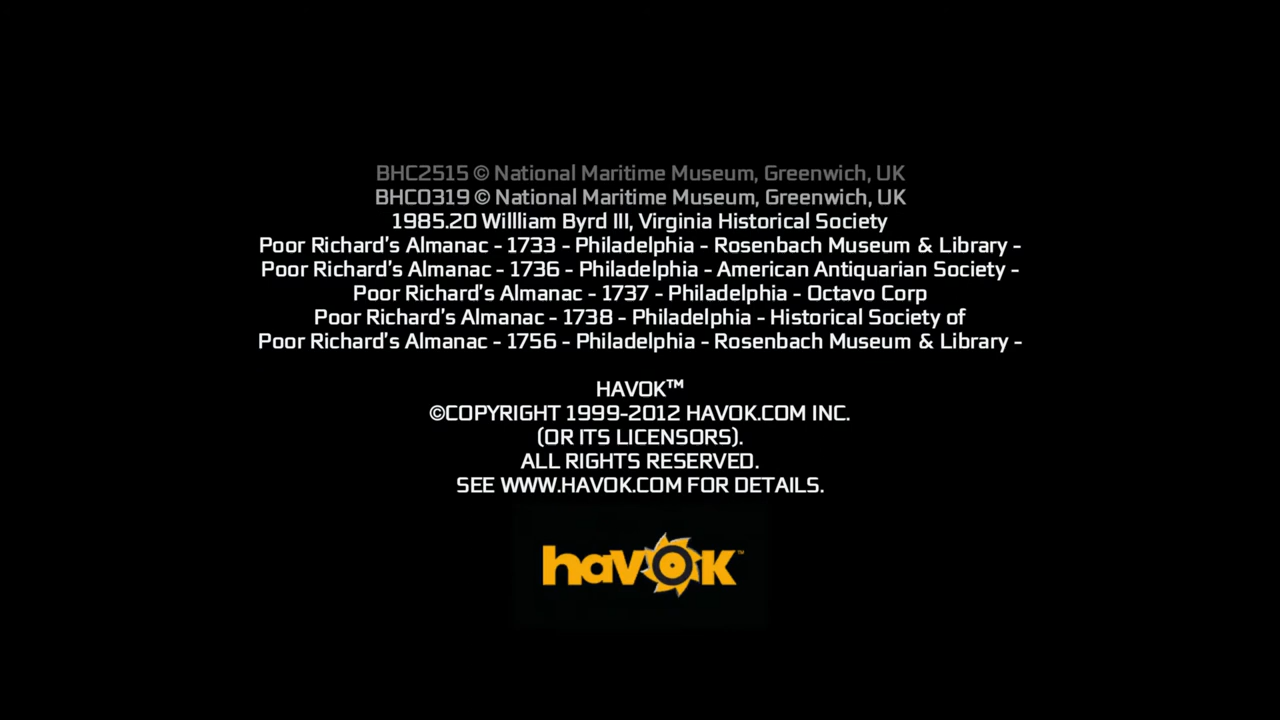 BHC2515 © National Maritime Museum, Greenwich, UK
BHC0319 © National Maritime Museum, Greenwich, UK
1985.20 Willliam Byrd III, Virginia Historical Society
Poor Richard's Almanac - 1733 - Philadelphia - Rosenbach Museum & Library -
Poor Richard's Almanac - 1736 - Philadelphia - American Antiquarian Society -
Poor Richard's Almanac - 1737 - Philadelphia - Octavo Corp
Poor Richard's Almanac - 1738 - Philadelphia - Historical Society of
Poor Richard's Almanac - 1756 - Philadelphia - Rosenbach Museum & Library -
HAVOK™
©COPYRIGHT 1999-2012 HAVOK.COM INC.
(OR ITS LICENSORS).
ALL RIGHTS RESERVED.
SEE WWW.HAVOK.COM FOR DETAILS.
havok™